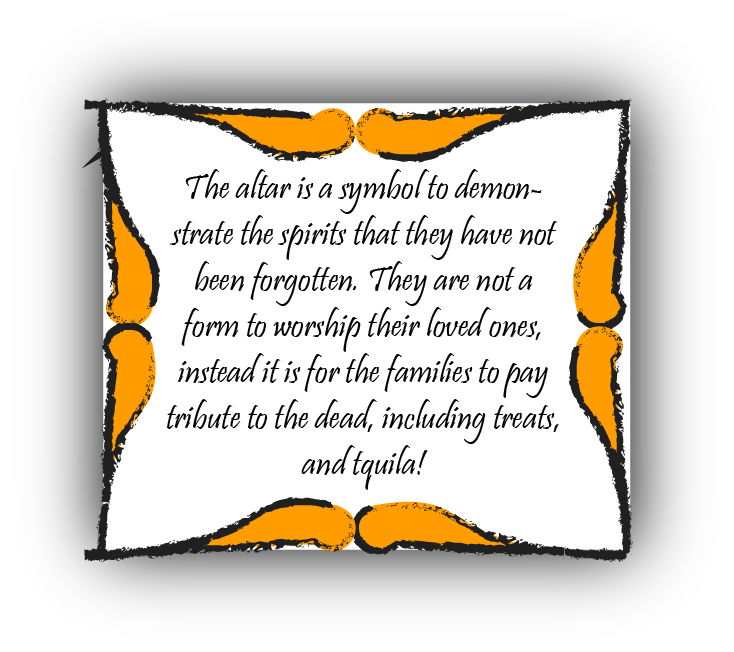 The altar is a symbol to demon-
strate the spirits that they have not
been forgotten. They are not a
form to worship their loved ones,
instead it is for the families to pay
tribute to the dead, including treats,
and tquila!